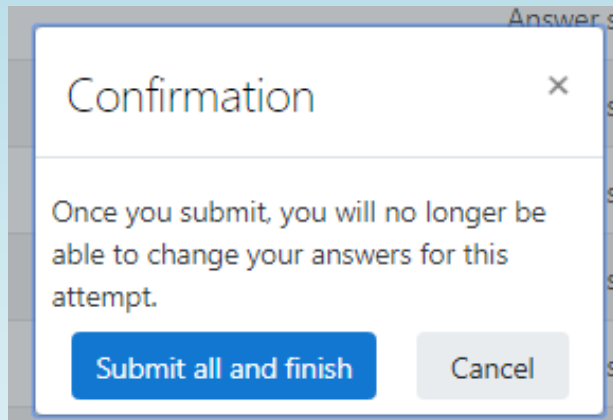 Answer s
Confirmation
×
Once you submit, you will no longer be
able to change your answers for this
attempt.
Submit all and finish
Cancel